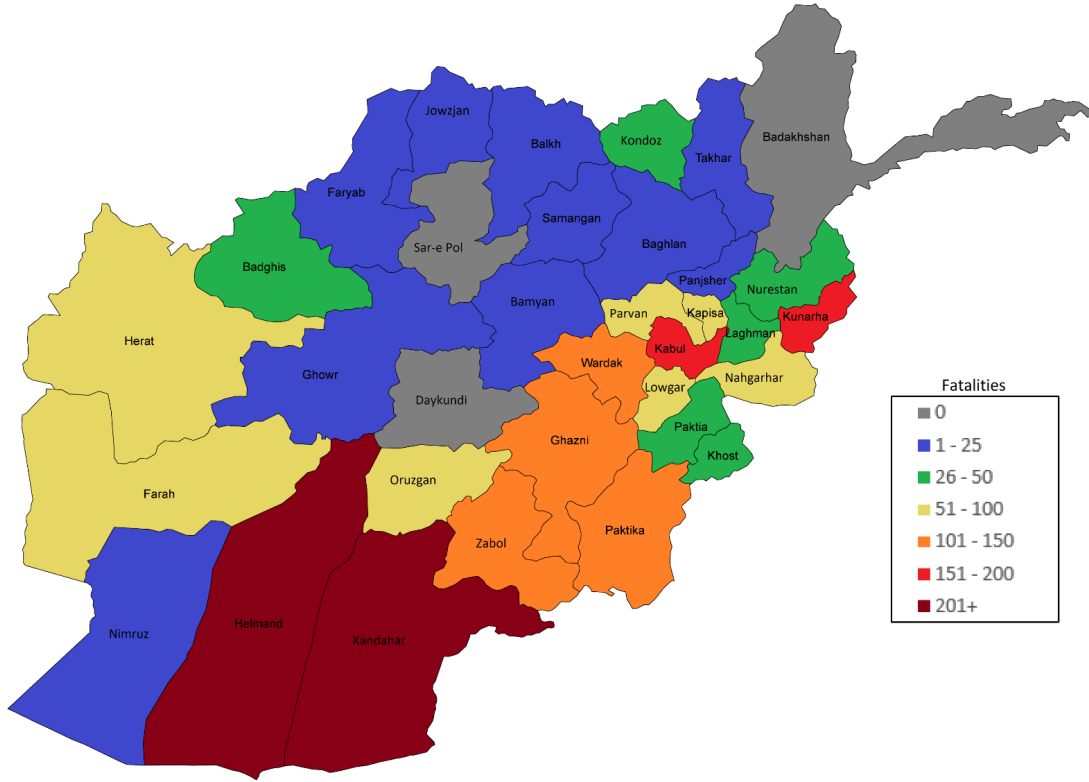 Jowzjan
Balkh
Kondoz
Takhar
Badakhshan
Faryab
Samangan
Sar-e Pol
Baghlan
Badghis
Panjsher
Nurestan
Bamyan
Parvan
Kapisa
Kunarha
Laghman
Herat
Kabul
Wardak
Ghowr
Lowgar
Nahgarhar
Daykundi
Paktia
Ghazni
Khost
Oruzgan
Farah
Paktika
Zabol
Nimruz
Helmand
Kandahar
Fatalities
0
1 - 25
26 - 50
51 - 100
101 - 150
151 - 200
201+